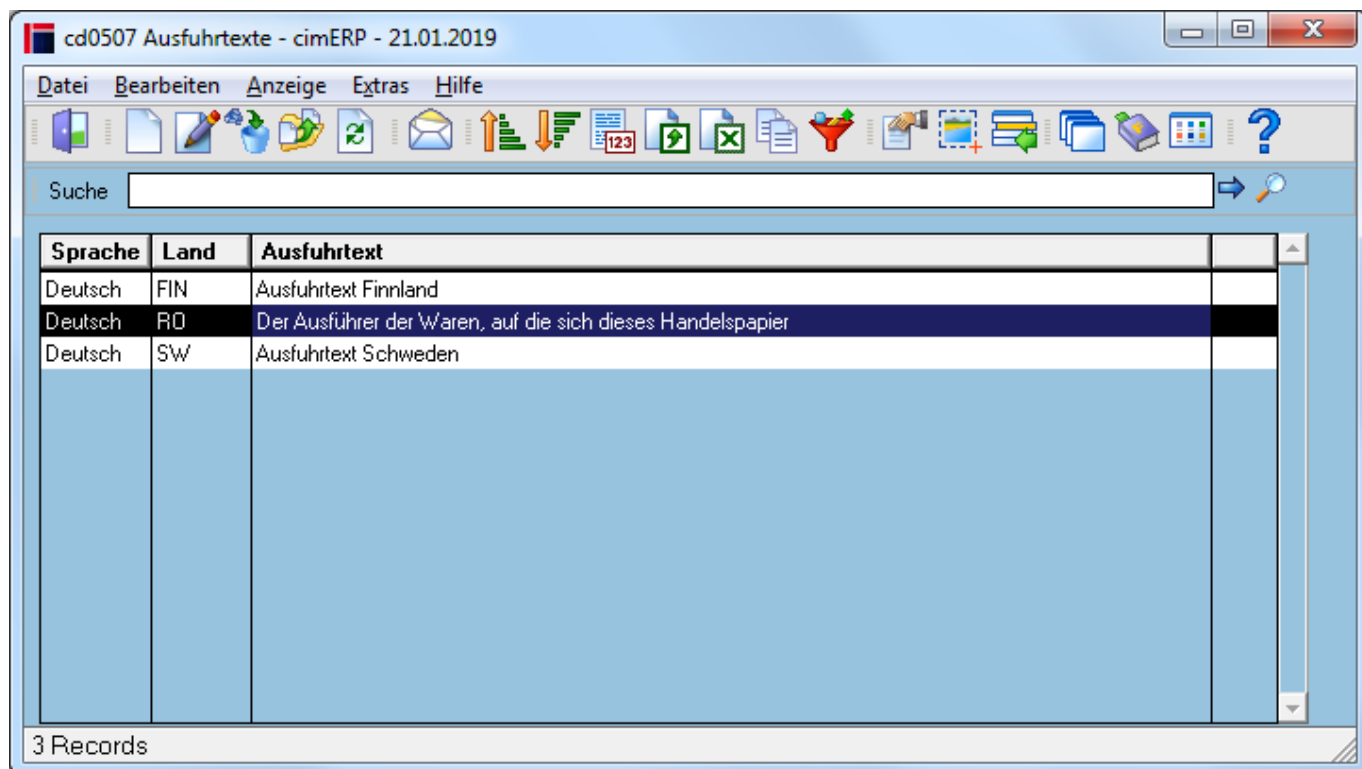 cd0507 Ausfuhrtexte - cimERP - 21.01.2019
Datei Bearbeiten Anzeige Extras Hilfe
123
Suche
Sprache Land Ausfuhrtext
Deutsch FIN Ausfuhrtext Finnland
Deutsch RO Der Ausführer der Waren, auf die sich dieses Handelspapier
Deutsch SW Ausfuhrtext Schweden
3 Records